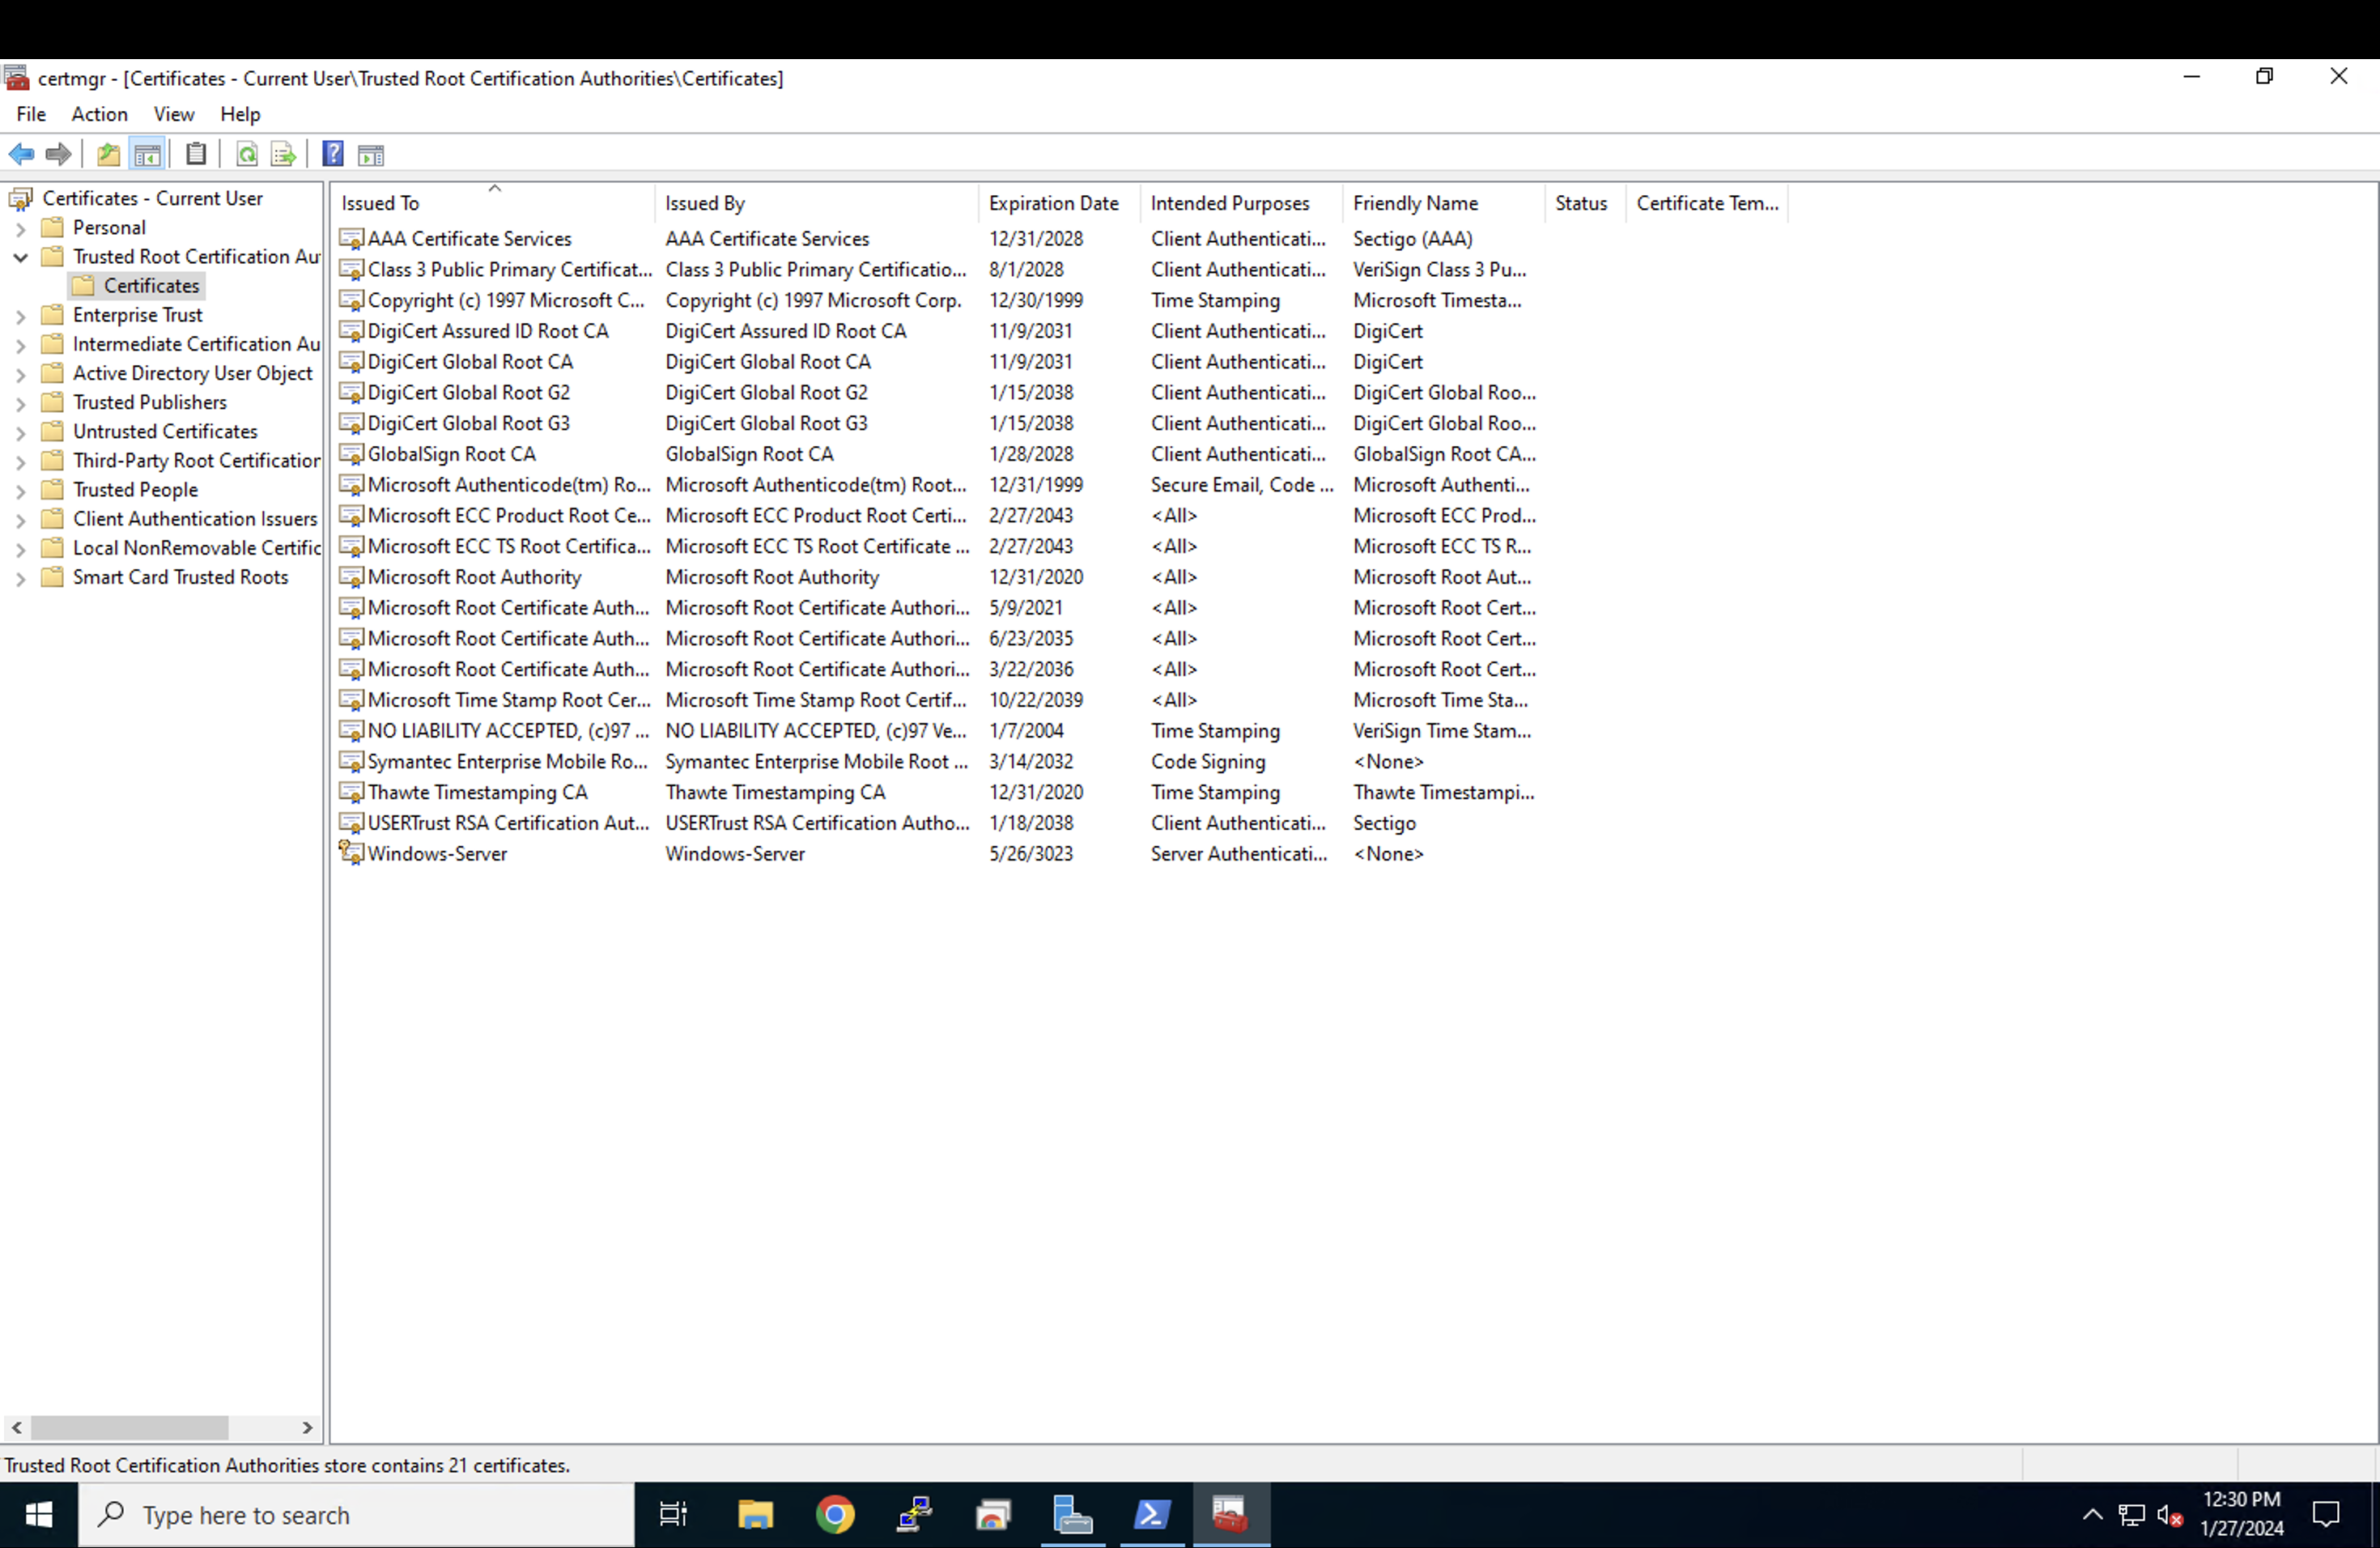 certmgr - [Certificates - Current User\Trusted Root Certification Authorities\Certificates]
File Action View Help
Certificates - Current User
Personal
Trusted Root Certification Au
Certificates
Enterprise Trust
Intermediate Certification Au
Active Directory User Object
Trusted Publishers
Untrusted Certificates
Third-Party Root Certification
Trusted People
Client Authentication Issuers
Local NonRemovable Certific
Smart Card Trusted Roots
Issued To Issued By Expiration Date Intended Purposes Friendly Name Status Certificate Tem...
AAA Certificate Services AAA Certificate Services 12/31/2028 Client Authenticati... Sectigo (AAA)
Class 3 Public Primary Certificat... Class 3 Public Primary Certificatio... 8/1/2028 Client Authenticati... VeriSign Class 3 Pu...
Copyright (c) 1997 Microsoft C... Copyright (c) 1997 Microsoft Corp. 12/30/1999 Time Stamping Microsoft Timesta...
DigiCert Assured ID Root CA DigiCert Assured ID Root CA 11/9/2031 Client Authenticati... DigiCert
DigiCert Global Root CA DigiCert Global Root CA 11/9/2031 Client Authenticati... DigiCert
DigiCert Global Root G2 DigiCert Global Root G2 1/15/2038 Client Authenticati... DigiCert Global Roo...
DigiCert Global Root G3 DigiCert Global Root G3 1/15/2038 Client Authenticati... DigiCert Global Roo...
GlobalSign Root CA GlobalSign Root CA 1/28/2028 Client Authenticati... GlobalSign Root CA...
Microsoft Authenticode(tm) Ro... Microsoft Authenticode(tm) Root... 12/31/1999 Secure Email, Code ... Microsoft Authenti...
Microsoft ECC Product Root Ce... Microsoft ECC Product Root Certi... 2/27/2043 <All> Microsoft ECC Prod...
Microsoft ECC TS Root Certifica... Microsoft ECC TS Root Certificate ... 2/27/2043 <All> Microsoft ECC TS R...
Microsoft Root Authority Microsoft Root Authority 12/31/2020 <All> Microsoft Root Aut...
Microsoft Root Certificate Auth... Microsoft Root Certificate Authori... 5/9/2021 <All> Microsoft Root Cert...
Microsoft Root Certificate Auth... Microsoft Root Certificate Authori... 6/23/2035 <All> Microsoft Root Cert...
Microsoft Root Certificate Auth... Microsoft Root Certificate Authori... 3/22/2036 <All> Microsoft Root Cert...
Microsoft Time Stamp Root Cer... Microsoft Time Stamp Root Certif... 10/22/2039 <All> Microsoft Time Sta...
NO LIABILITY ACCEPTED, (c)97 ... NO LIABILITY ACCEPTED, (c)97 Ve... 1/7/2004 Time Stamping VeriSign Time Stam...
Symantec Enterprise Mobile Ro... Symantec Enterprise Mobile Root ... 3/14/2032 Code Signing <None>
Thawte Timestamping CA Thawte Timestamping CA 12/31/2020 Time Stamping Thawte Timestampi...
USERTrust RSA Certification Aut... USERTrust RSA Certification Autho... 1/18/2038 Client Authenticati... Sectigo
Windows-Server Windows-Server 5/26/3023 Server Authenticati... <None>
Trusted Root Certification Authorities store contains 21 certificates.
Type here to search
12:30 PM
1/27/2024